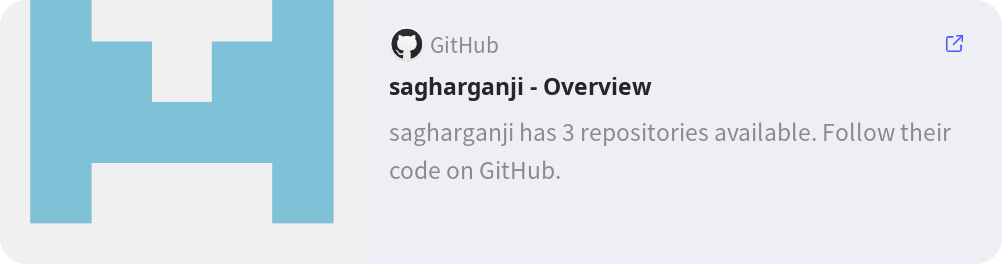 GitHub
sagharganji - Overview
sagharganji has 3 repositories available. Follow their
code on GitHub.